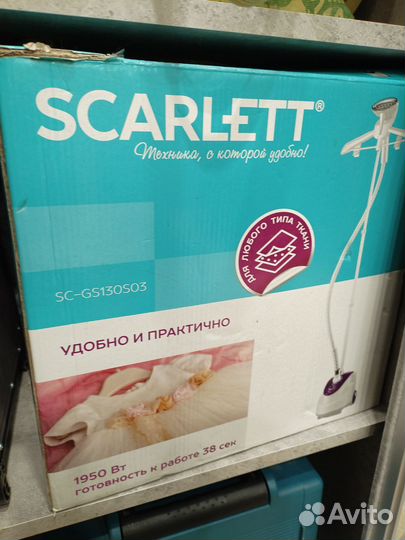 SCARLETT®
Техника, с которой удобно!
ДЛЯ ЛЮБОГО ТИПА ТКАНИ
SC-GS130S03
УДОБНО И ПРАКТИЧНО
1950 Вт
готовность к работе 38 сек
Avito